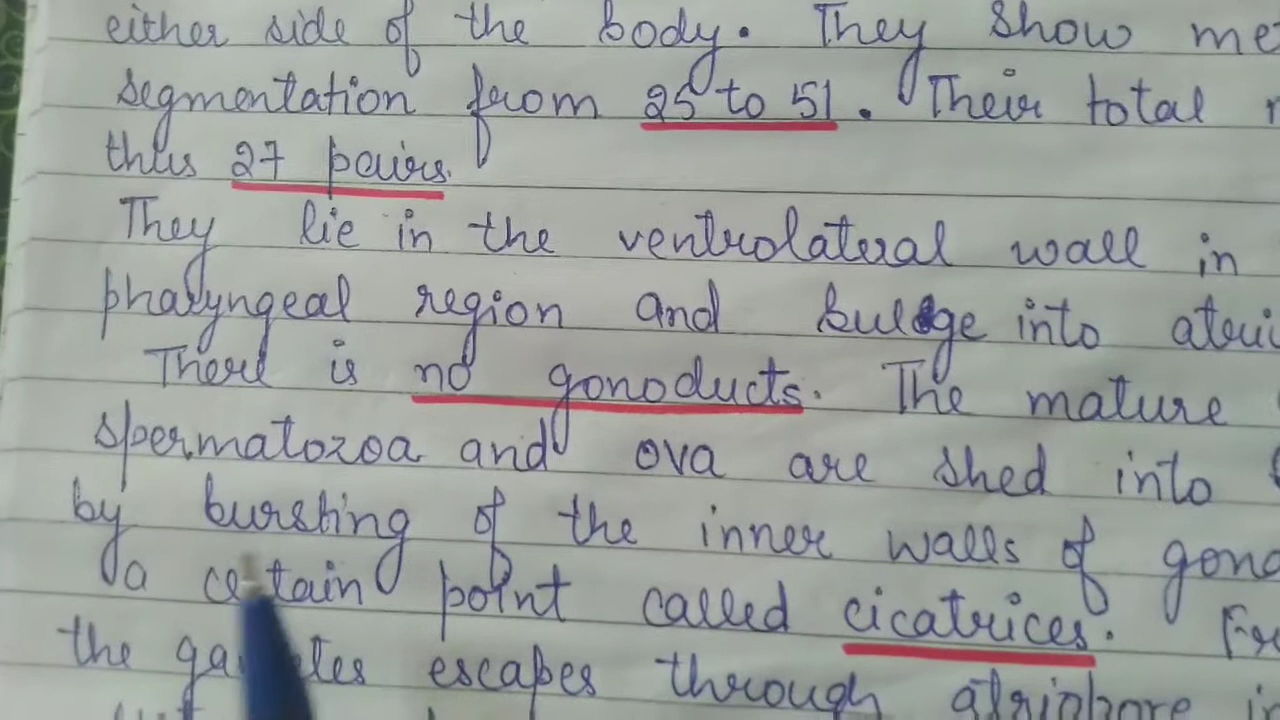 either side of the body. They show me
segmentation from 25 to 51. Their total
thus 27 pairs.
They lie in the ventrolateral wall in
pharyngeal region and bulge into atri
There is no gonoducts. The mature
spermatozoa and ova are shed into
by bursting of the inner walls of gon
a certain point called cicatrices.
the gametes escapes through atriopore